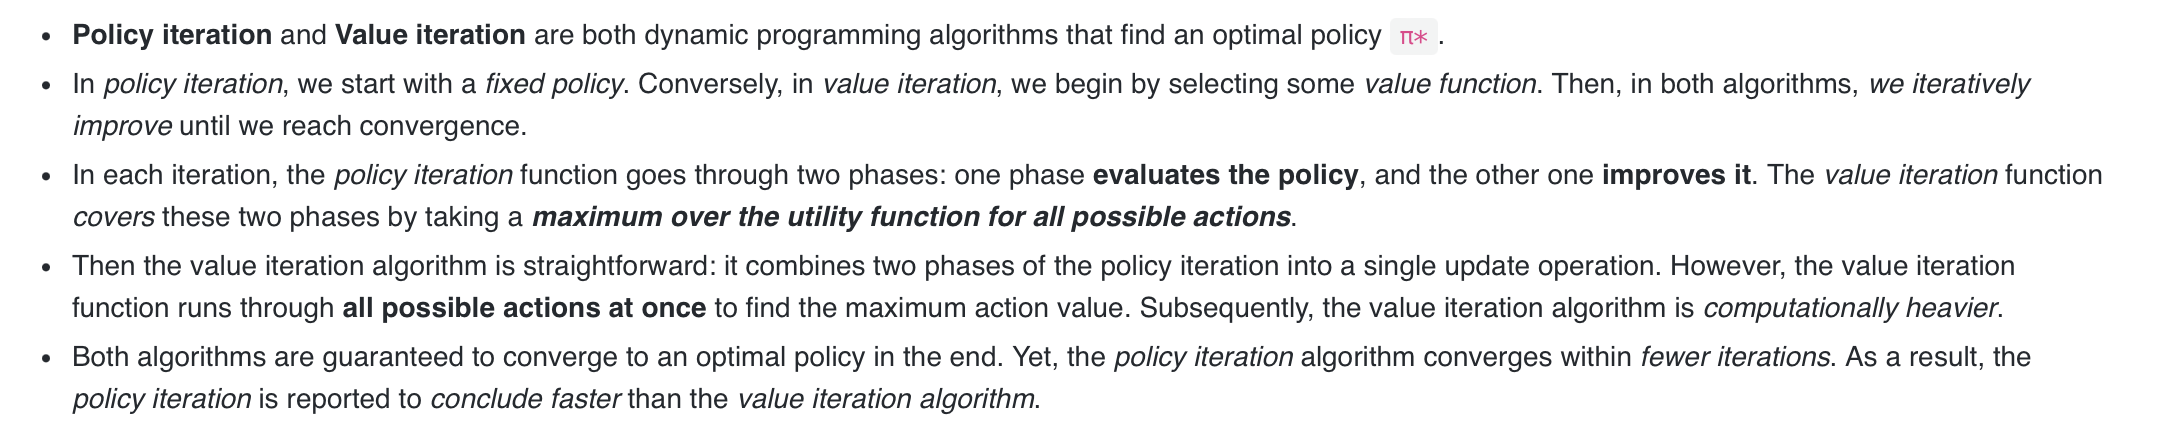 • Policy iteration and Value iteration are both dynamic programming algorithms that find an optimal policy π*.
• In policy iteration, we start with a fixed policy. Conversely, in value iteration, we begin by selecting some value function. Then, in both algorithms, we iteratively
improve until we reach convergence.
• In each iteration, the policy iteration function goes through two phases: one phase evaluates the policy, and the other one improves it. The value iteration function
covers these two phases by taking a maximum over the utility function for all possible actions.
• Then the value iteration algorithm is straightforward: it combines two phases of the policy iteration into a single update operation. However, the value iteration
function runs through all possible actions at once to find the maximum action value. Subsequently, the value iteration algorithm is computationally heavier.
• Both algorithms are guaranteed to converge to an optimal policy in the end. Yet, the policy iteration algorithm converges within fewer iterations. As a result, the
policy iteration is reported to conclude faster than the value iteration algorithm.